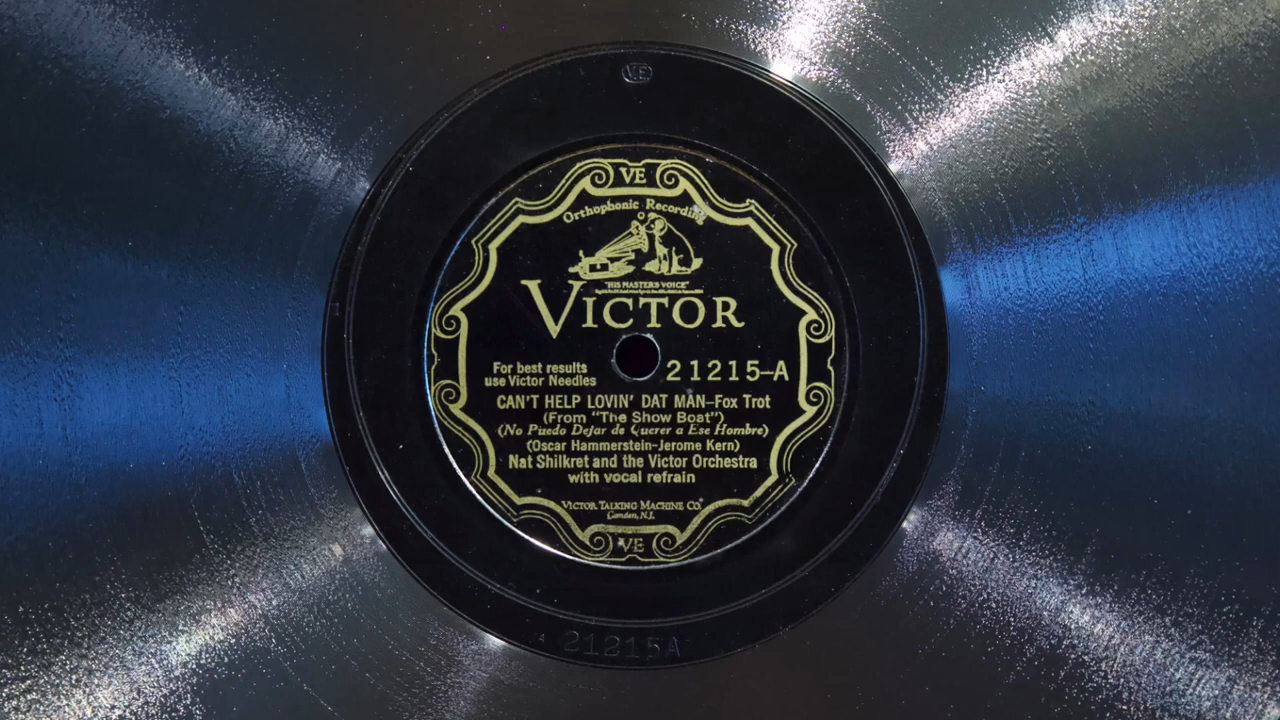 VE
VE
Orthophonic Recording
"HIS MASTER'S VOICE"
VICTOR
For best results
use Victor Needles
21215-A
CAN'T HELP LOVIN' DAT MAN-Fox Trot
(From "The Show Boat")
(No Puedo Dejar de Querer a Ese Hombre)
(Oscar Hammerstein-Jerome Kern)
Nat Shilkret and the Victor Orchestra
with vocal refrain
VICTOR TALKING MACHINE CO.
Camden, N.J.
VE
21215A